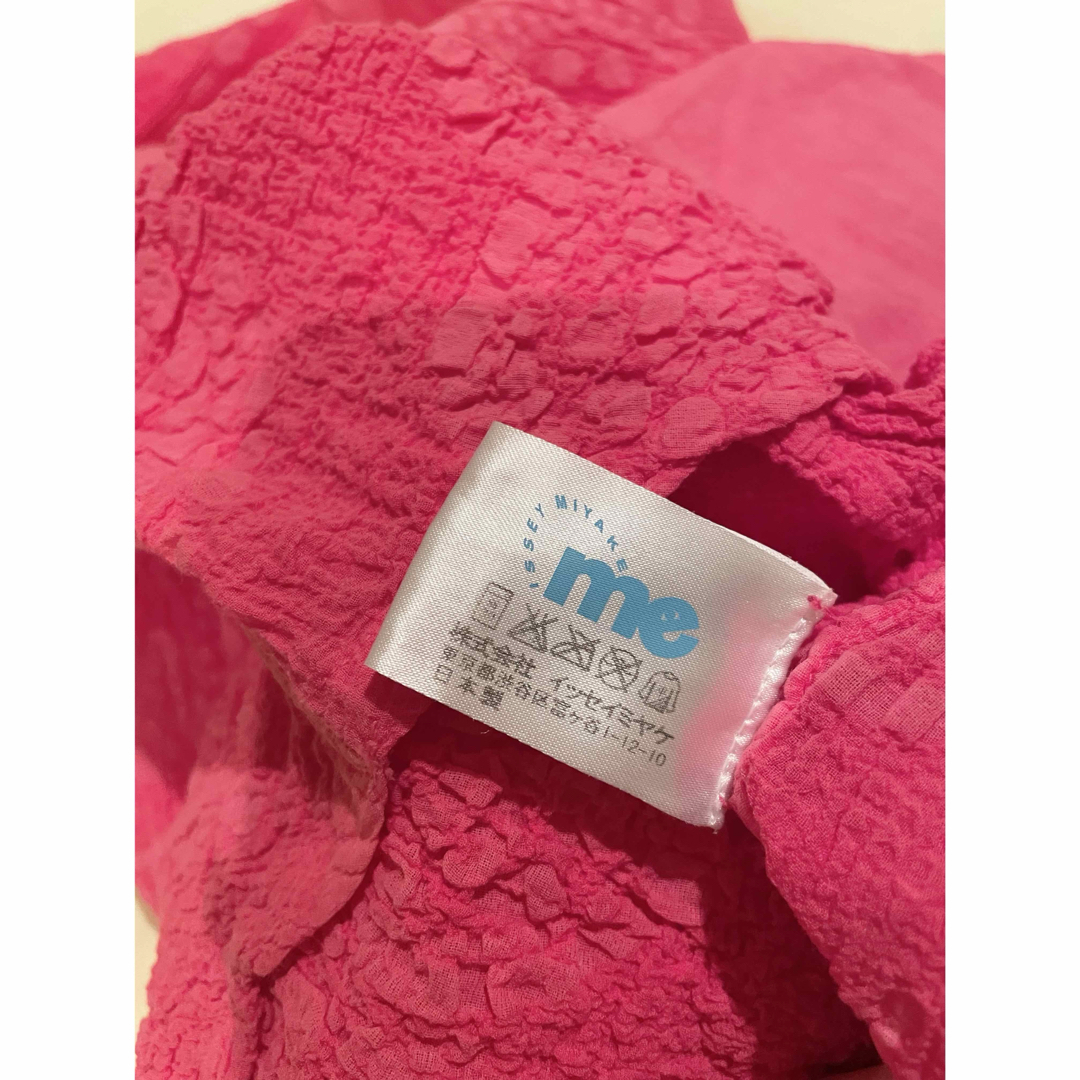 ISSEY MIYAKE
me
株式会社 イッセイミヤケ
東京都渋谷区富ケ谷1-12-10
日本製